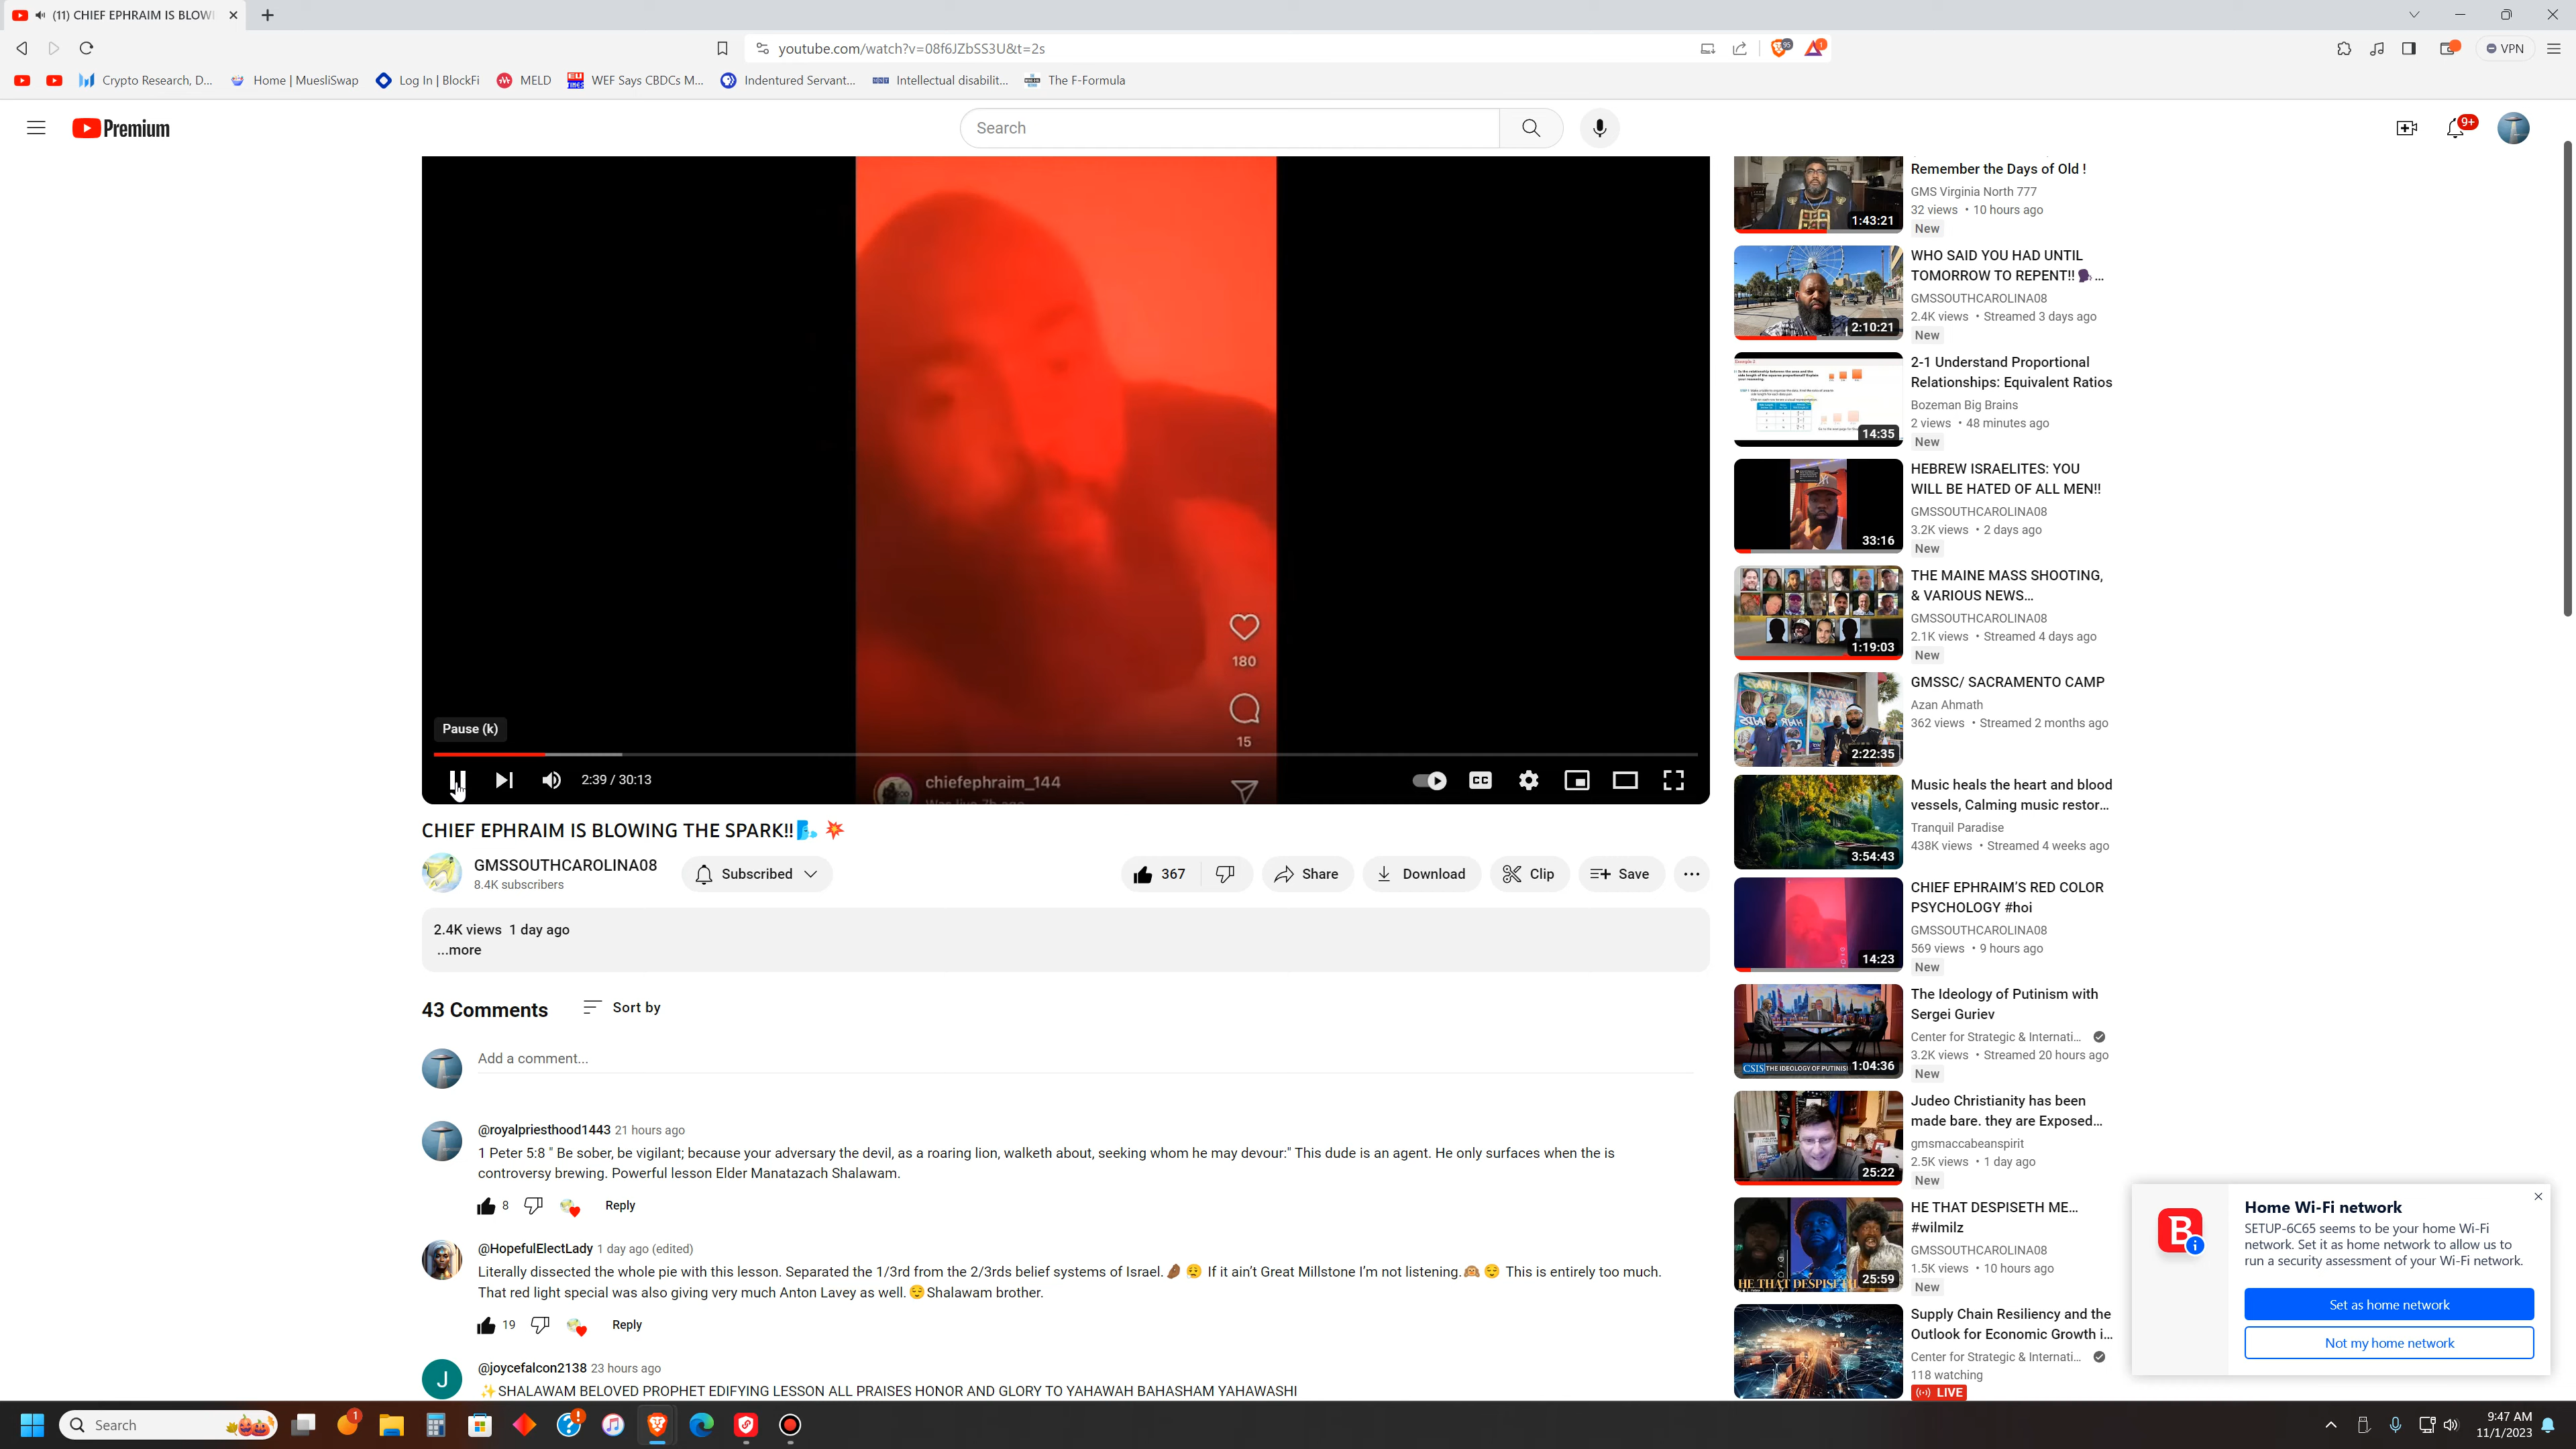 (11) CHIEF EPHRAIM IS BLOWI
youtube.com/watch?v=08f6JZbSS3U&t=2s
95
1
VPN
Crypto Research, D...
Home | MuesliSwap
Log In | BlockFi
MELD
WEF Says CBDCs M...
Indentured Servant...
Intellectual disabilit...
The F-Formula
Premium
Search
9+
180
15
Pause (k)
2:39 / 30:13
chiefephraim_144
CHIEF EPHRAIM IS BLOWING THE SPARK!!🌬️ 💥
GMSSOUTHCAROLINA08
8.4K subscribers
Subscribed
367
Share
Download
Clip
Save
2.4K views 1 day ago
...more
43 Comments
Sort by
Add a comment...
@royalpriesthood1443 21 hours ago
1 Peter 5:8 " Be sober, be vigilant; because your adversary the devil, as a roaring lion, walketh about, seeking whom he may devour:" This dude is an agent. He only surfaces when the is
controversy brewing. Powerful lesson Elder Manatazach Shalawam.
8
Reply
@HopefulElectLady 1 day ago (edited)
Literally dissected the whole pie with this lesson. Separated the 1/3rd from the 2/3rds belief systems of Israel. If it ain't Great Millstone I'm not listening. This is entirely too much.
That red light special was also giving very much Anton Lavey as well. Shalawam brother.
19
Reply
J
@joycefalcon2138 23 hours ago
✨SHALAWAM BELOVED PROPHET EDIFYING LESSON ALL PRAISES HONOR AND GLORY TO YAHAWAH BAHASHAM YAHAWASHI
1:43:21
Remember the Days of Old !
GMS Virginia North 777
32 views • 10 hours ago
New
2:10:21
WHO SAID YOU HAD UNTIL
TOMORROW TO REPENT!! 🗣 ...
GMSSOUTHCAROLINA08
2.4K views • Streamed 3 days ago
New
14:35
2-1 Understand Proportional
Relationships: Equivalent Ratios
Bozeman Big Brains
2 views • 48 minutes ago
New
33:16
HEBREW ISRAELITES: YOU
WILL BE HATED OF ALL MEN!!
GMSSOUTHCAROLINA08
3.2K views • 2 days ago
New
1:19:03
THE MAINE MASS SHOOTING,
& VARIOUS NEWS...
GMSSOUTHCAROLINA08
2.1K views • Streamed 4 days ago
New
2:22:35
GMSSC/ SACRAMENTO CAMP
Azan Ahmath
362 views • Streamed 2 months ago
3:54:43
Music heals the heart and blood
vessels, Calming music restor...
Tranquil Paradise
438K views • Streamed 4 weeks ago
14:23
CHIEF EPHRAIM'S RED COLOR
PSYCHOLOGY #hoi
GMSSOUTHCAROLINA08
569 views • 9 hours ago
New
CSIS THE IDEOLOGY OF PUTINIS
1:04:36
The Ideology of Putinism with
Sergei Guriev
Center for Strategic & Internati...
3.2K views • Streamed 20 hours ago
New
25:22
Judeo Christianity has been
made bare. they are Exposed...
gmsmaccabeanspirit
2.5K views • 1 day ago
New
HE THAT DESPISE
25:59
HE THAT DESPISETH ME...
#wilmilz
GMSSOUTHCAROLINA08
1.5K views • 10 hours ago
New
Supply Chain Resiliency and the
Outlook for Economic Growth i...
Center for Strategic & Internati...
118 watching
LIVE
B
Home Wi-Fi network
SETUP-6C65 seems to be your home Wi-Fi
network. Set it as home network to allow us to
run a security assessment of your Wi-Fi network.
Set as home network
Not my home network
Search
1
9:47 AM
11/1/2023